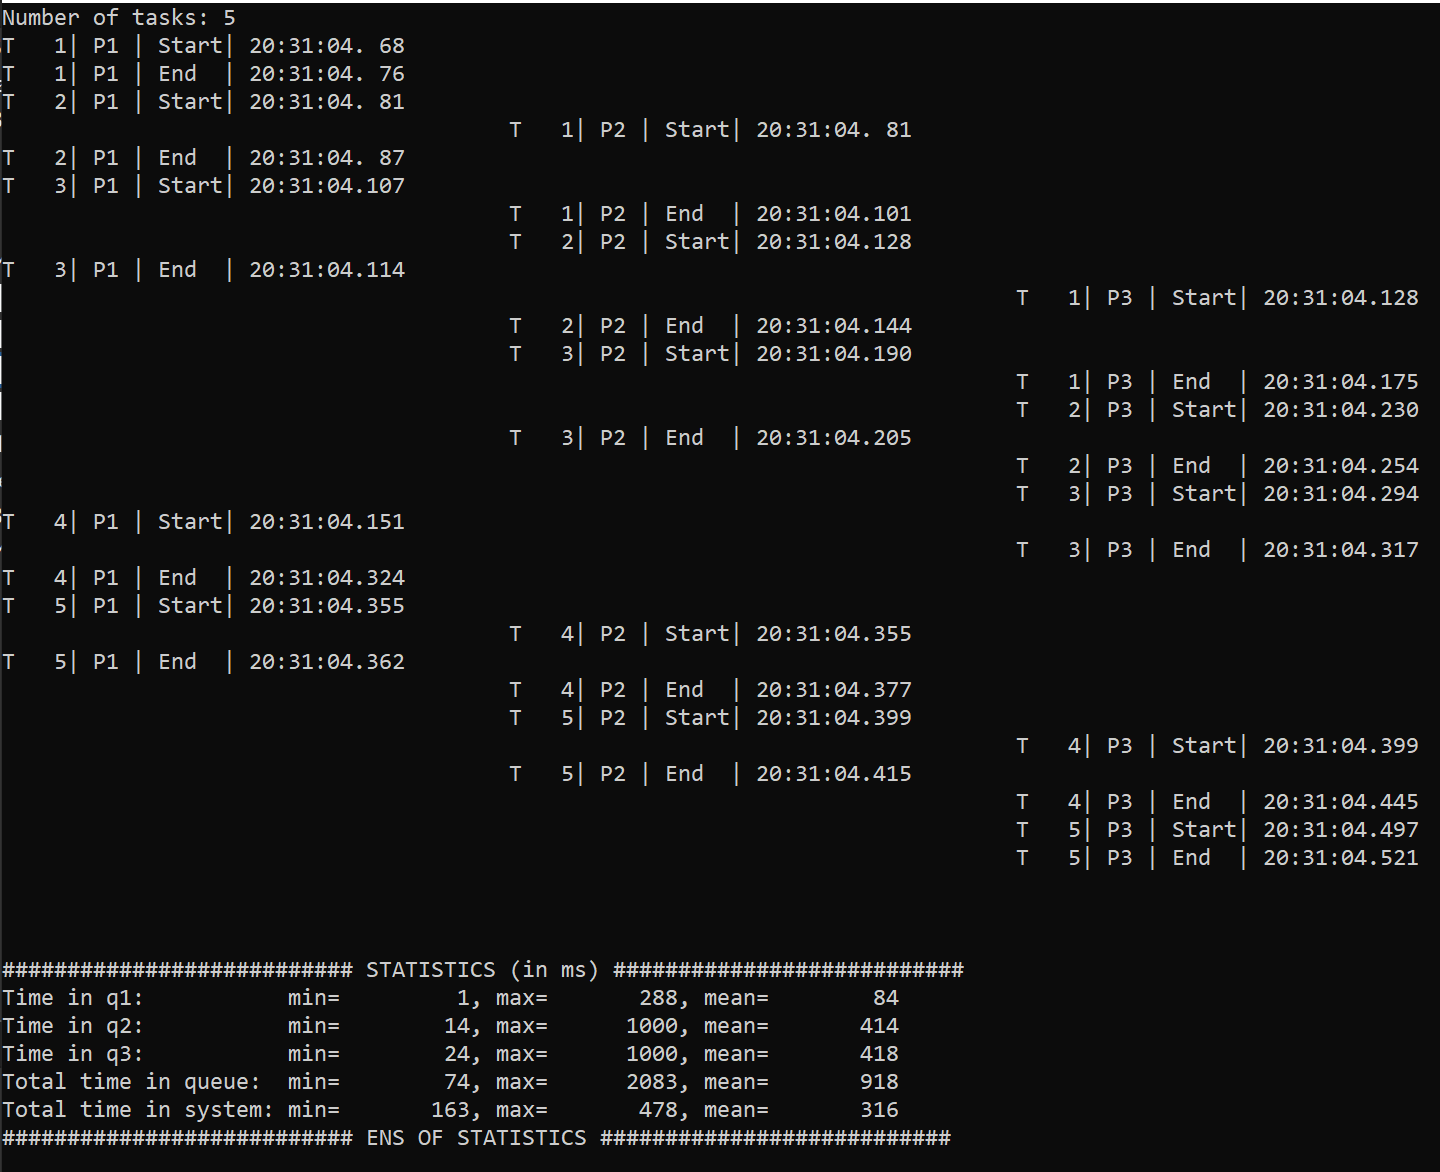 Number of tasks: 5
T   1| P1 | Start| 20:31:04. 68
T   1| P1 | End  | 20:31:04. 76
T   2| P1 | Start| 20:31:04. 81
                                       T   1| P2 | Start| 20:31:04. 81
T   2| P1 | End  | 20:31:04. 87
T   3| P1 | Start| 20:31:04.107
                                       T   1| P2 | End  | 20:31:04.101
                                       T   2| P2 | Start| 20:31:04.128
T   3| P1 | End  | 20:31:04.114
                                                                              T   1| P3 | Start| 20:31:04.128
                                       T   2| P2 | End  | 20:31:04.144
                                       T   3| P2 | Start| 20:31:04.190
                                                                              T   1| P3 | End  | 20:31:04.175
                                                                              T   2| P3 | Start| 20:31:04.230
                                       T   3| P2 | End  | 20:31:04.205
                                                                              T   2| P3 | End  | 20:31:04.254
                                                                              T   3| P3 | Start| 20:31:04.294
T   4| P1 | Start| 20:31:04.151
                                                                              T   3| P3 | End  | 20:31:04.317
T   4| P1 | End  | 20:31:04.324
T   5| P1 | Start| 20:31:04.355
                                       T   4| P2 | Start| 20:31:04.355
T   5| P1 | End  | 20:31:04.362
                                       T   4| P2 | End  | 20:31:04.377
                                       T   5| P2 | Start| 20:31:04.399
                                                                              T   4| P3 | Start| 20:31:04.399
                                       T   5| P2 | End  | 20:31:04.415
                                                                              T   4| P3 | End  | 20:31:04.445
                                                                              T   5| P3 | Start| 20:31:04.497
                                                                              T   5| P3 | End  | 20:31:04.521
########################### STATISTICS (in ms) ###########################
Time in q1:           min=         1, max=       288, mean=       84
Time in q2:           min=        14, max=      1000, mean=       414
Time in q3:           min=        24, max=      1000, mean=       418
Total time in queue:  min=        74, max=      2083, mean=       918
Total time in system: min=       163, max=       478, mean=       316
########################### ENS OF STATISTICS ###########################